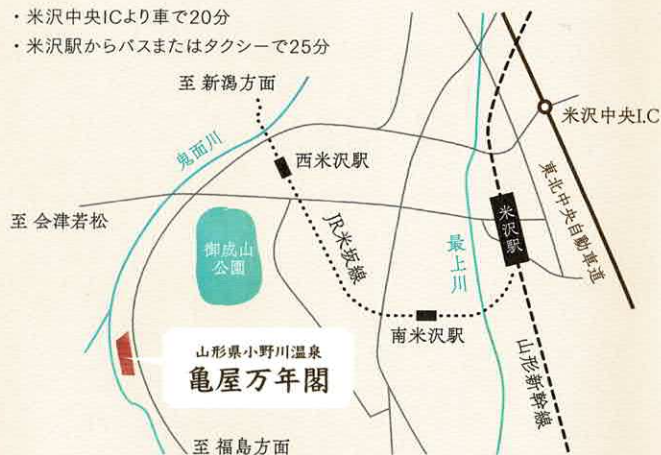 ・米沢中央ICより車で20分
・米沢駅からバスまたはタクシーで25分
至 新潟方面
鬼面川
西米沢駅
米沢中央I.C
至 会津若松
御成山
公園
JR米坂線
最上川
米沢駅
東北中央自動車道
南米沢駅
山形新幹線
山形県小野川温泉
亀屋万年閣
至 福島方面